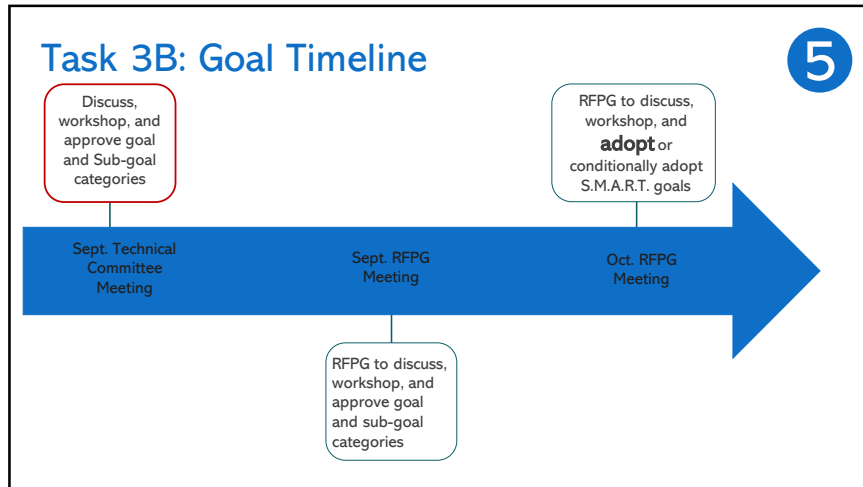 Task 3B: Goal Timeline
5
Discuss,
workshop, and
approve goal
and Sub-goal
categories
RFPG to discuss,
workshop, and
adopt or
conditionally adopt
S.M.A.R.T. goals
Sept. Technical
Committee
Meeting
Sept. RFPG
Meeting
Oct. RFPG
Meeting
RFPG to discuss,
workshop, and
approve goal
and sub-goal
categories